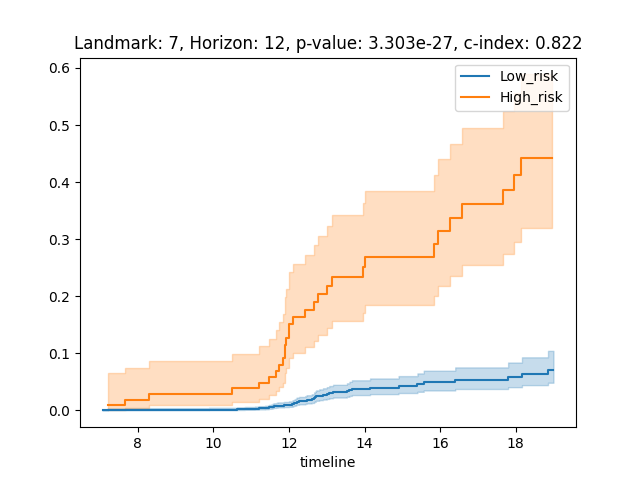 Landmark: 7, Horizon: 12, p-value: 3.303e-27, c-index: 0.822
Low_risk
High_risk
0.6
0.5
0.4
0.3
0.2
0.1
0.0
8 10 12 14 16 18
timeline